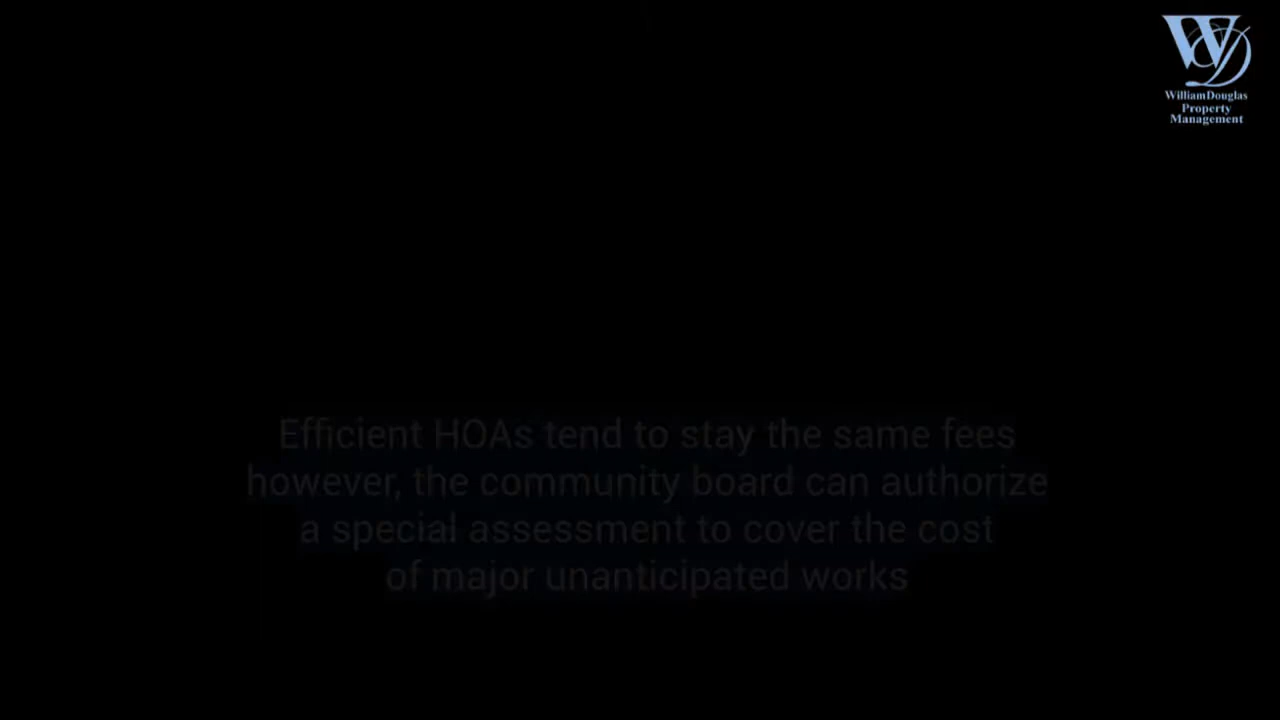 WD
WilliamDouglas
Property
Management
Efficient HOAs tend to stay the same fees
however, the community board can authorize
a special assessment to cover the cost
of major unanticipated works